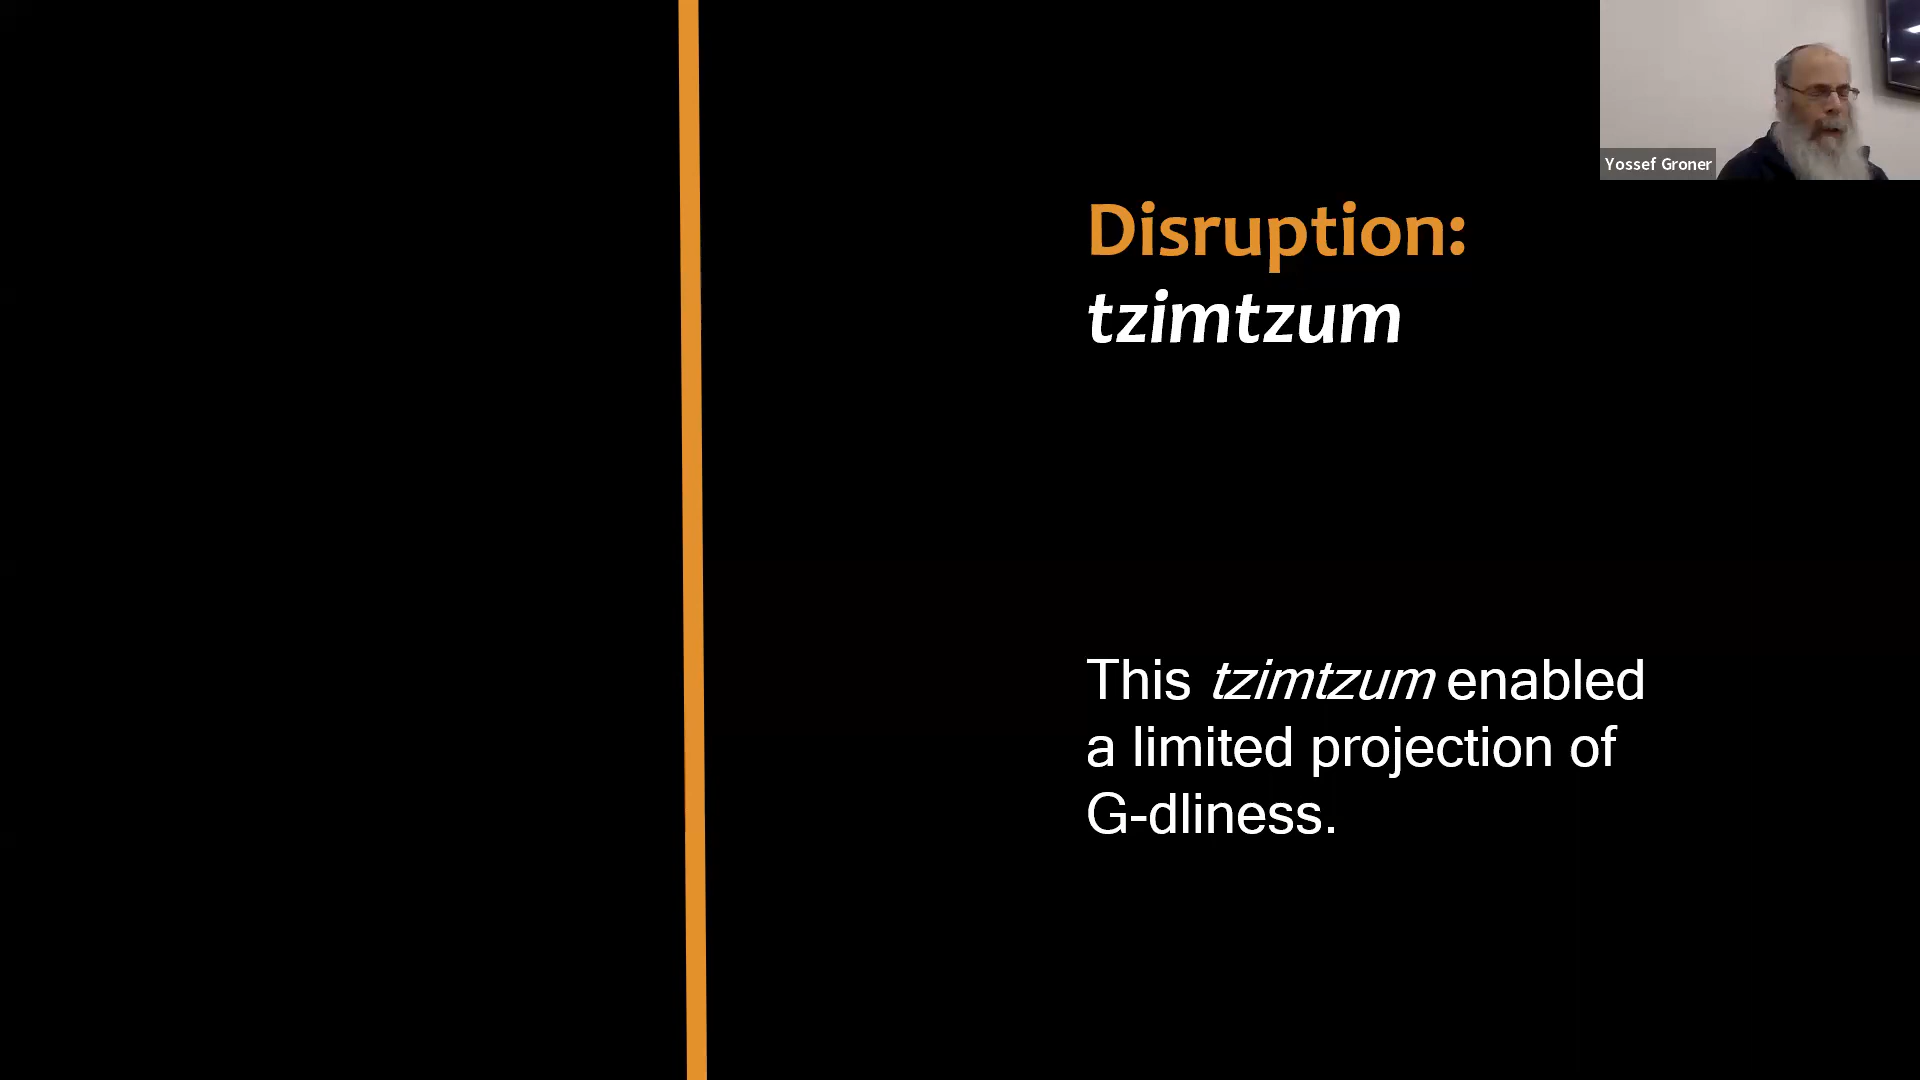 Yossef Groner
Disruption:
tzimtzum
This tzimtzum enabled
a limited projection of
G-dliness.